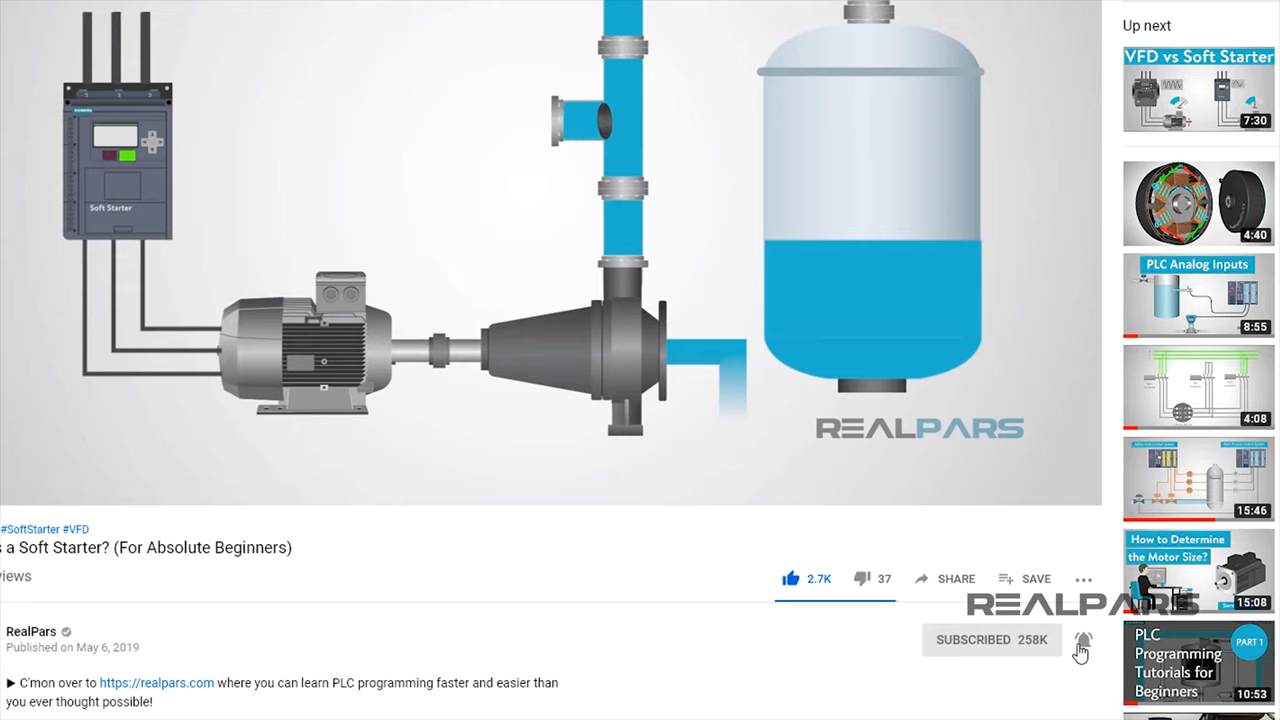 Up next
VFD vs Soft Starter
7:30
4:40
PLC Analog Inputs
8:55
4:08
15:46
How to Determine
the Motor Size?
15:08
PLC
Programming
Tutorials for
Beginners
PART 1
10:53
SIEMENS
Soft Starter
REALPARS
#SoftStarter #VFD
s a Soft Starter? (For Absolute Beginners)
views
2.7K
37
SHARE
SAVE
REALPARS
RealPars
Published on May 6, 2019
SUBSCRIBED 258K
▶ C'mon over to https://realpars.com where you can learn PLC programming faster and easier than
you ever thought possible!